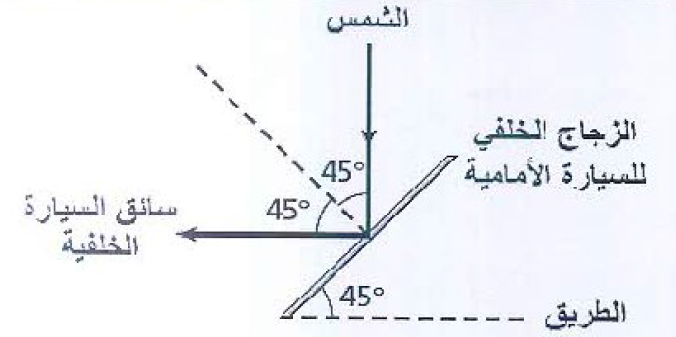 الشمس
الزجاج الخلفي
للسيارة الأمامية
45°
45°
سائق السيارة
الخلفية
45°
الطريق